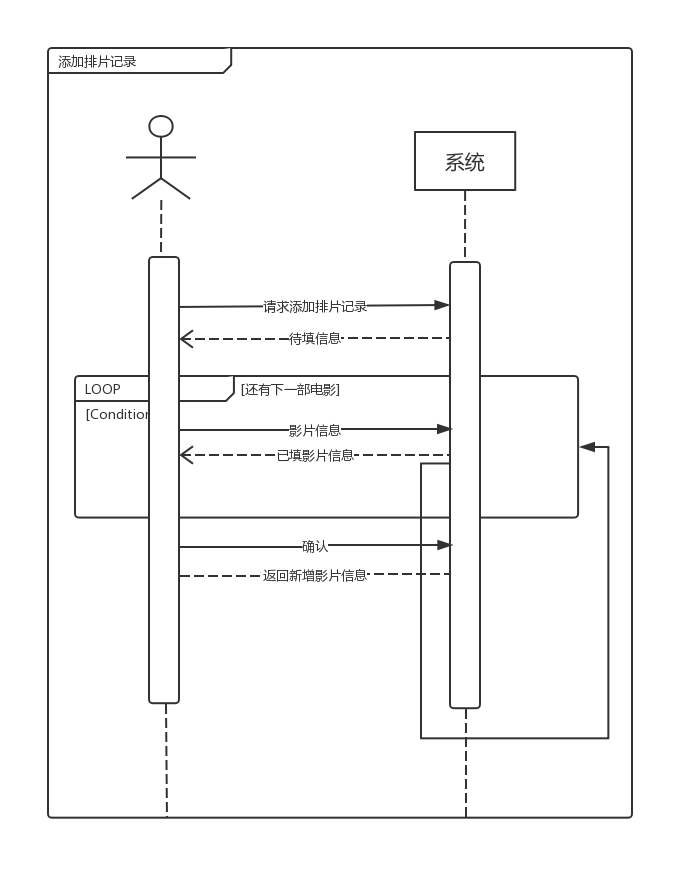 添加排片记录
系统
请求添加排片记录
待填信息
LOOP
[还有下一部电影]
[Condition
影片信息
已填影片信息
确认
返回新增影片信息